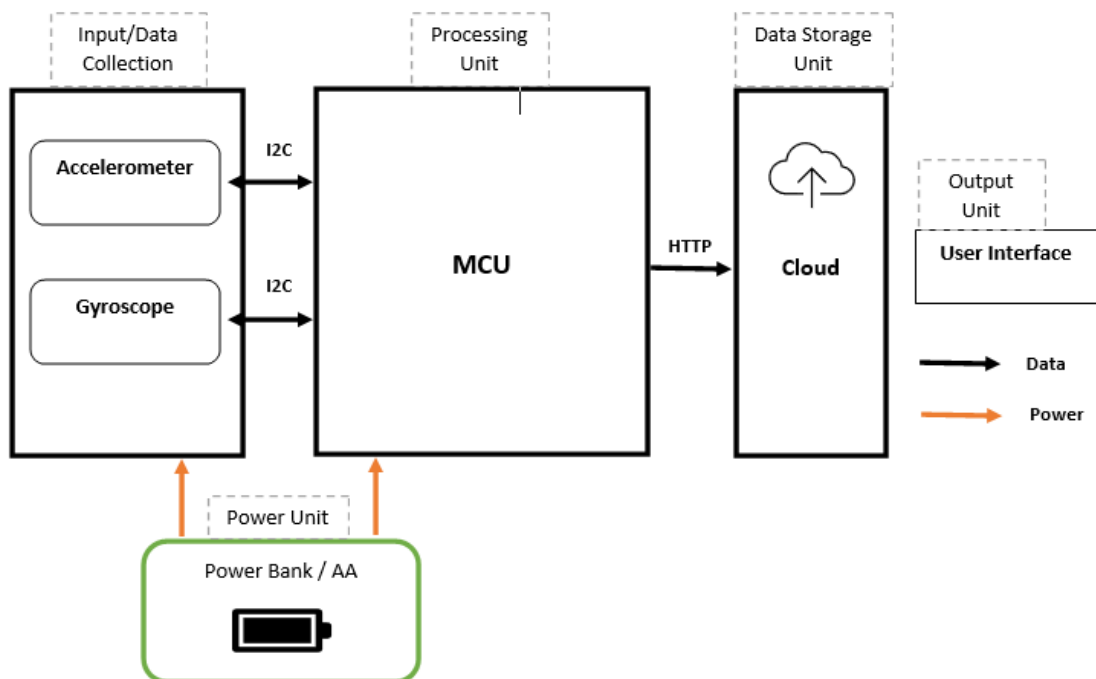 Input/Data
Collection
Processing
Unit
Data Storage
Unit
Accelerometer
I2C
Gyroscope
I2C
MCU
HTTP
Cloud
Output
Unit
User Interface
Data
Power
Power Unit
Power Bank / AA